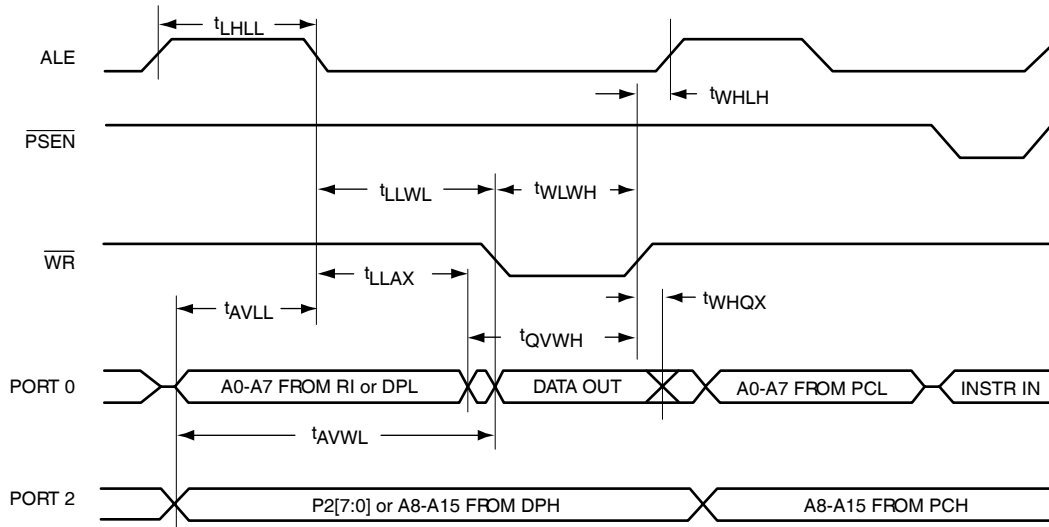 tLHLL
ALE
tWHLH
PSEN
tLLWL
tWLWH
WR
tLLAX
tWHQX
tAVLL
tQVWH
PORT 0
A0-A7 FROM RI or DPL
DATA OUT
A0-A7 FROM PCL
INSTR IN
tAVWL
PORT 2
P2[7:0] or A8-A15 FROM DPH
A8-A15 FROM PCH